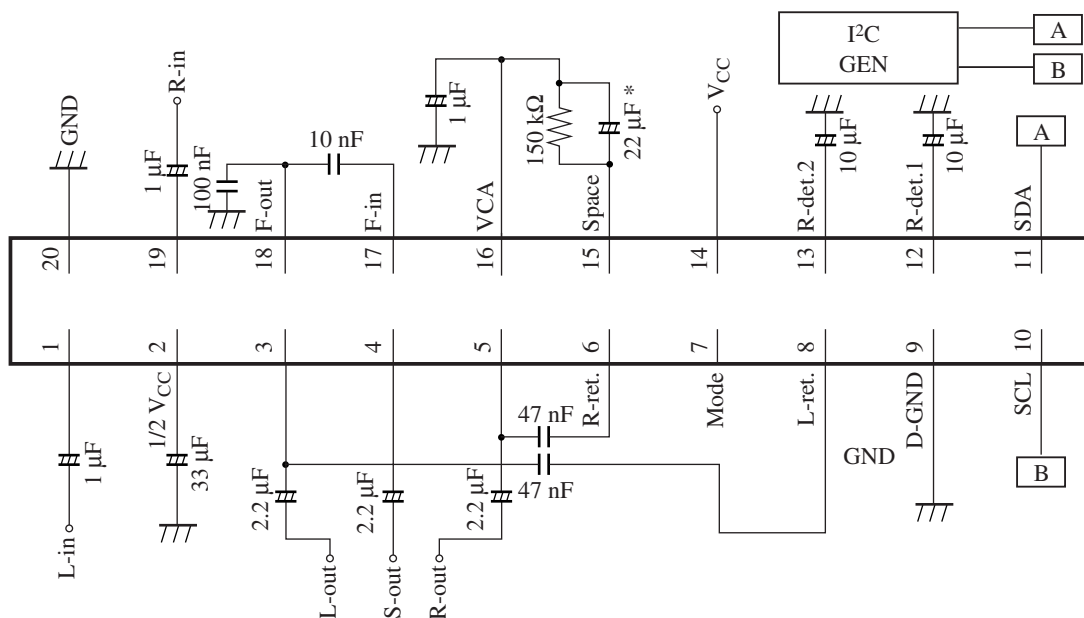 I²C
GEN
A
B
GND
R-in
1 µF
100 nF
10 nF
F-out
F-in
1 µF
VCA
150 kΩ
22 µF *
Space
V_CC
10 µF
R-det.2
10 µF
R-det.1
A
SDA
20
19
18
17
16
15
14
13
12
11
1
2
3
4
5
6
7
8
9
10
1/2 V_CC
R-ret.
Mode
L-ret.
D-GND
SCL
47 nF
47 nF
GND
B
1 µF
33 µF
2.2 µF
2.2 µF
2.2 µF
L-in
L-out
S-out
R-out